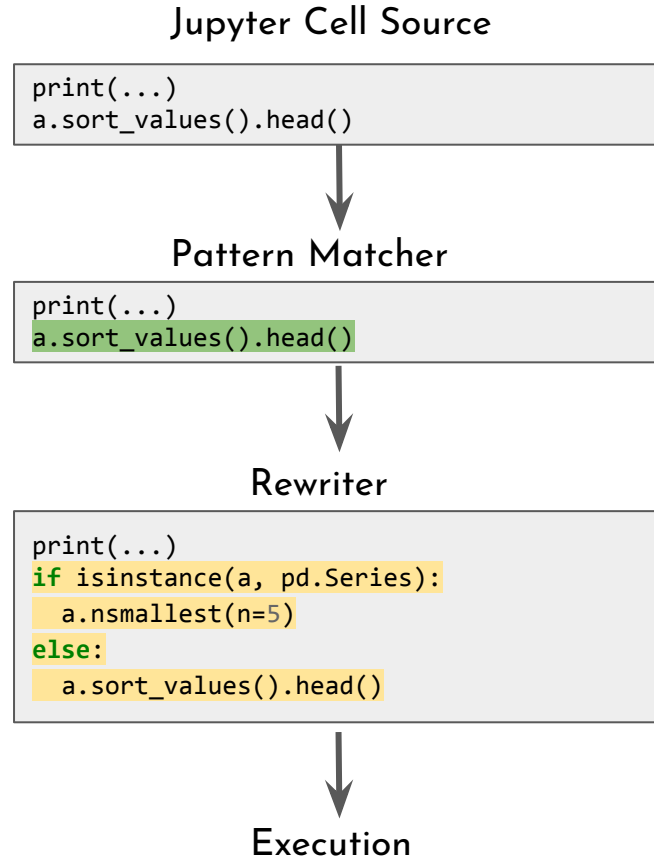 Jupyter Cell Source
print(...)
a.sort_values().head()
Pattern Matcher
print(...)
a.sort_values().head()
Rewriter
print(...)
if isinstance(a, pd.Series):
  a.nsmallest(n=5)
else:
  a.sort_values().head()
Execution